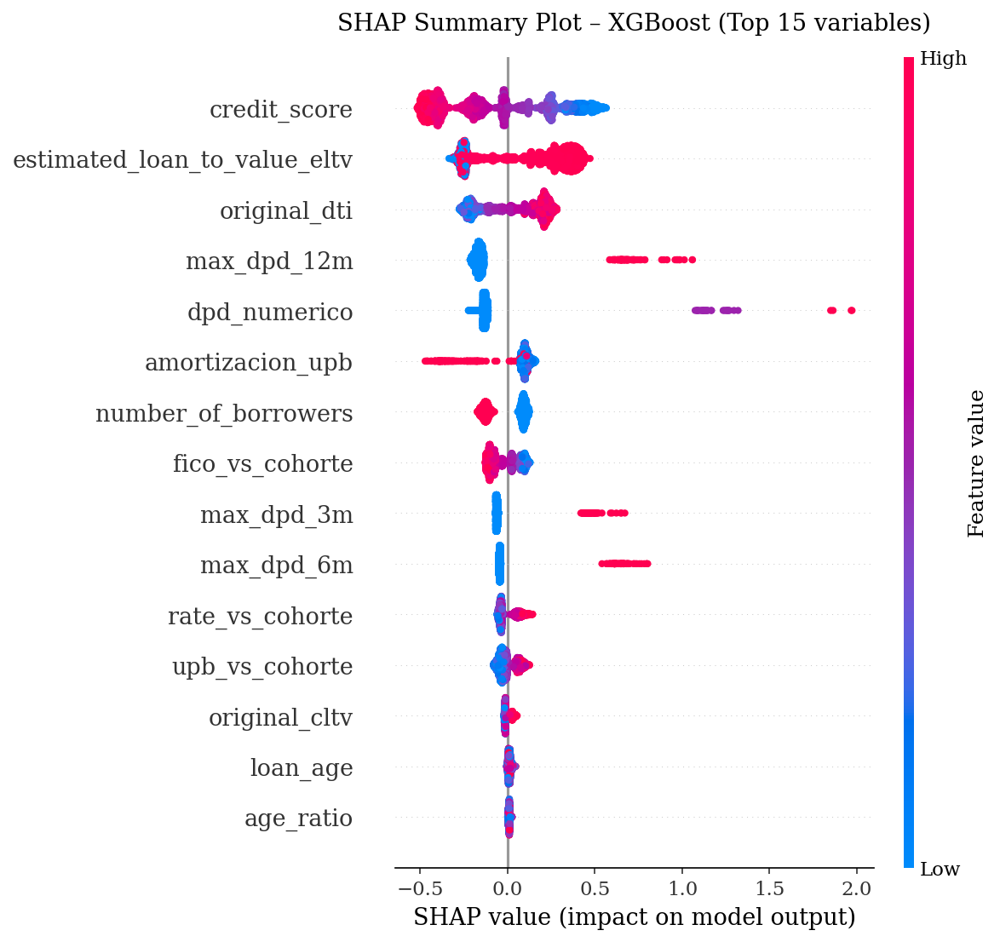 SHAP Summary Plot – XGBoost (Top 15 variables)
High
credit_score
estimated_loan_to_value_eltv
original_dti
max_dpd_12m
dpd_numerico
amortizacion_upb
number_of_borrowers
fico_vs_cohorte
max_dpd_3m
max_dpd_6m
rate_vs_cohorte
upb_vs_cohorte
original_cltv
loan_age
age_ratio
Feature value
Low
−0.5 0.0 0.5 1.0 1.5 2.0
SHAP value (impact on model output)